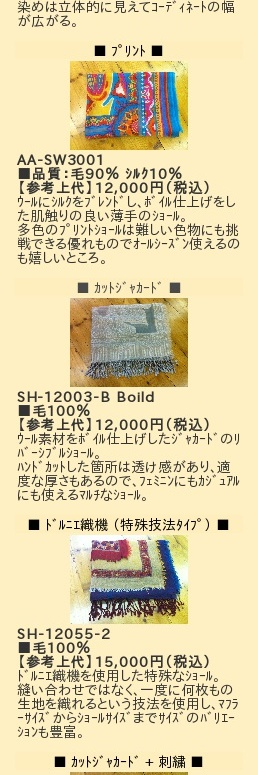 染めは立体的に見えてｺｰﾃﾞｨﾈｰﾄの幅
が広がる。
■ ﾌﾟﾘﾝﾄ ■
AA-SW3001
■品質：毛90% ｼﾙｸ10%
【参考上代】12,000円（税込）
ｳｰﾙにｼﾙｸをﾌﾞﾚﾝﾄﾞし、ﾎﾞｲﾙ仕上げをし
た肌触りの良い薄手のｼｮｰﾙ。
多色のﾌﾟﾘﾝﾄｼｮｰﾙは難しい色物にも挑
戦できる優れものでｵｰﾙｼｰｽﾞﾝ使えるの
も嬉しいところ。
■ ｶｯﾄｼﾞｬｶｰﾄﾞ ■
SH-12003-B Boild
■毛100%
【参考上代】12,000円（税込）
ｳｰﾙ素材をﾎﾞｲﾙ仕上げしたｼﾞｬｶｰﾄﾞのﾘ
ﾊﾞｰｼﾌﾞﾙｼｮｰﾙ。
ﾊﾝﾄﾞｶｯﾄした箇所は透け感があり、適
度な厚さもあるので、ﾌｪﾐﾆﾝにもｶｼﾞｭｱﾙ
にも使えるﾏﾙﾁなｼｮｰﾙ。
■ ﾄﾞﾙﾆｴ織機（特殊技法ﾀｲﾌﾟ） ■
SH-12055-2
■毛100%
【参考上代】15,000円（税込）
ﾄﾞﾙﾆｴ織機を使用した特殊なｼｮｰﾙ。
縫い合わせではなく、一度に何枚もの
生地を織れるという技法を使用し、ﾏﾌﾗ
ｰｻｲｽﾞからｼｮｰﾙｻｲｽﾞまでｻｲｽﾞのﾊﾞﾘｴｰ
ｼｮﾝも豊富。
■ ｶｯﾄｼﾞｬｶｰﾄﾞ + 刺繍 ■